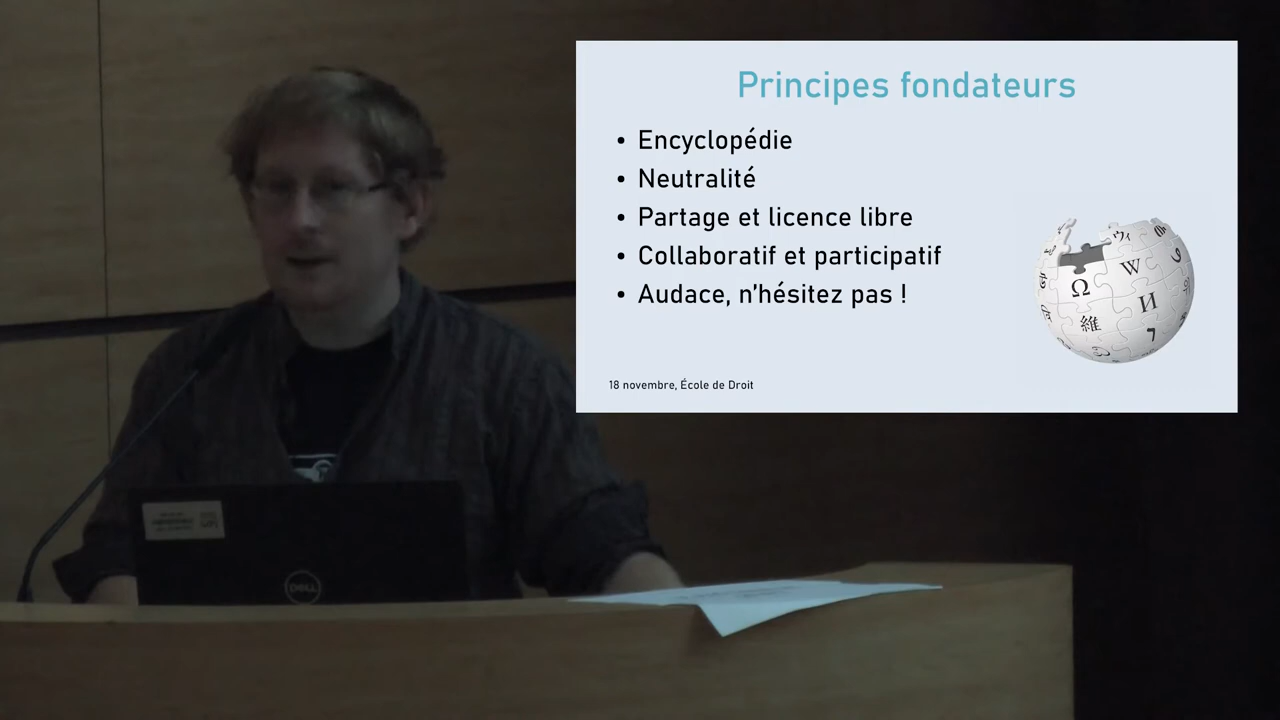 Principes fondateurs
• Encyclopédie
• Neutralité
• Partage et licence libre
• Collaboratif et participatif
• Audace, n'hésitez pas !
Ω W И
維
18 novembre, École de Droit
DELL